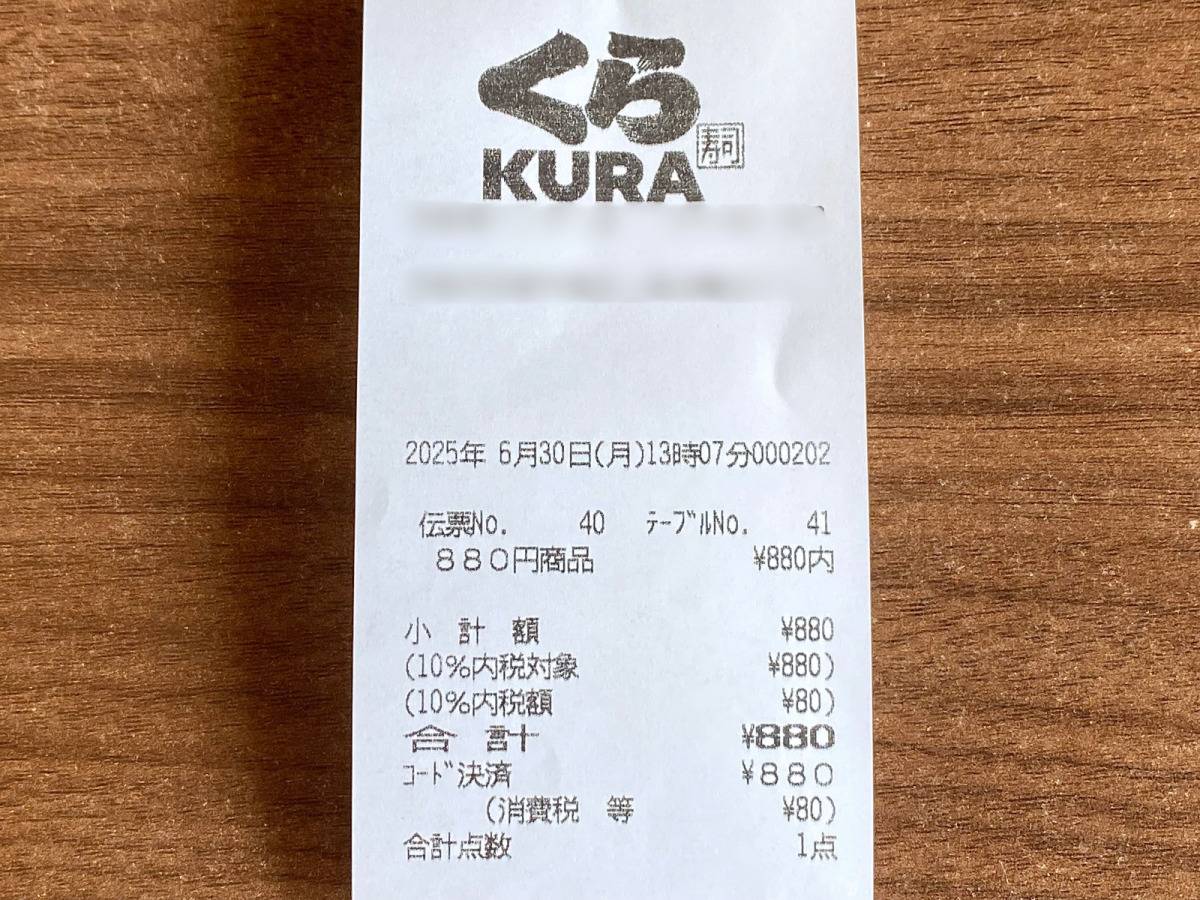 くら
KURA 寿司
2025年 6月30日(月)13時07分000202
伝票No. 40 ﾃｰﾌﾞﾙNo. 41
８８０円商品 ¥880内
小 計 額 ¥880
(10%内税対象 ¥880)
(10%内税額 ¥80)
合 計 ¥880
ｺｰﾄﾞ決済 ¥８８０
(消費税 等 ¥80)
合計点数 1点